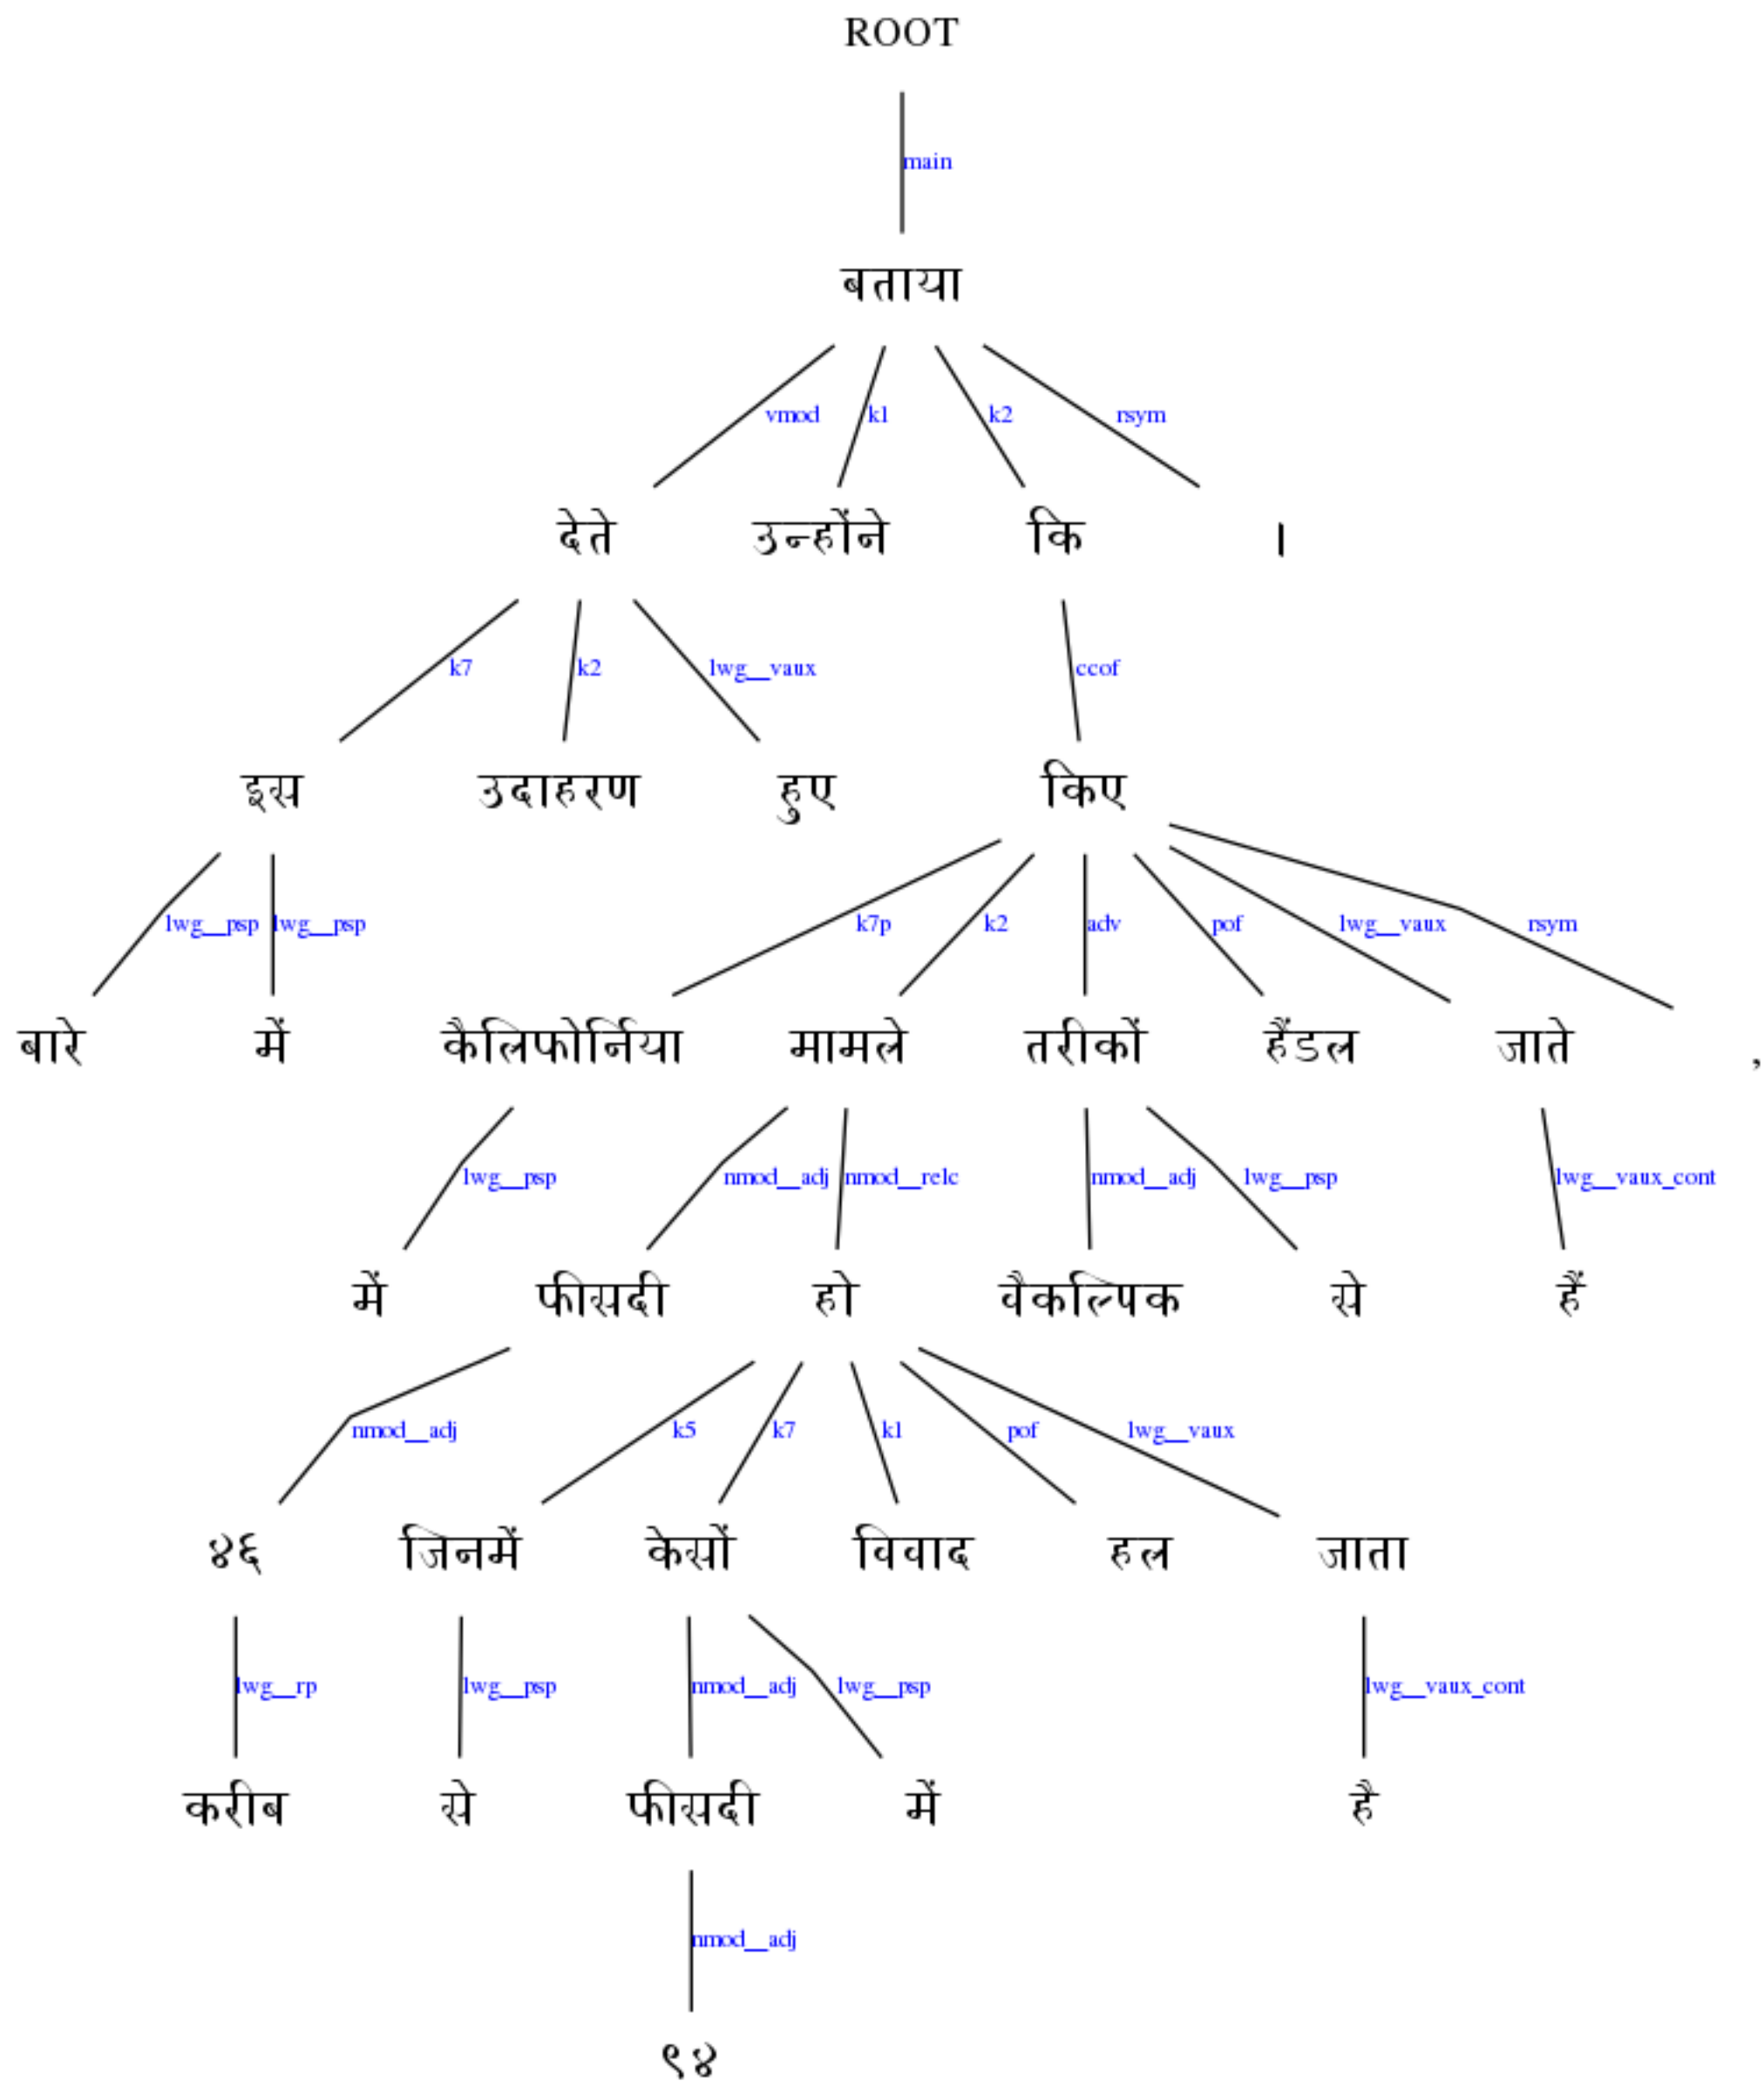 ROOT
main
बताया
vmod k1 k2 rsym
देते उन्होंने कि ।
k7 k2 lwg__vaux ccof
इस उदाहरण हुए किए
lwg__psp lwg__psp k7p k2 adv pof lwg__vaux rsym
बारे में कैलिफोर्निया मामले तरीकों हैंडल जाते ,
lwg__psp nmod__adj nmod__relc nmod__adj lwg__psp lwg__vaux_cont
में फीसदी हो वैकल्पिक से हैं
nmod__adj k5 k7 k1 pof lwg__vaux
४६ जिनमें केसों विवाद हल जाता
lwg__rp lwg__psp nmod__adj lwg__psp lwg__vaux_cont
करीब से फीसदी में है
nmod__adj
९४